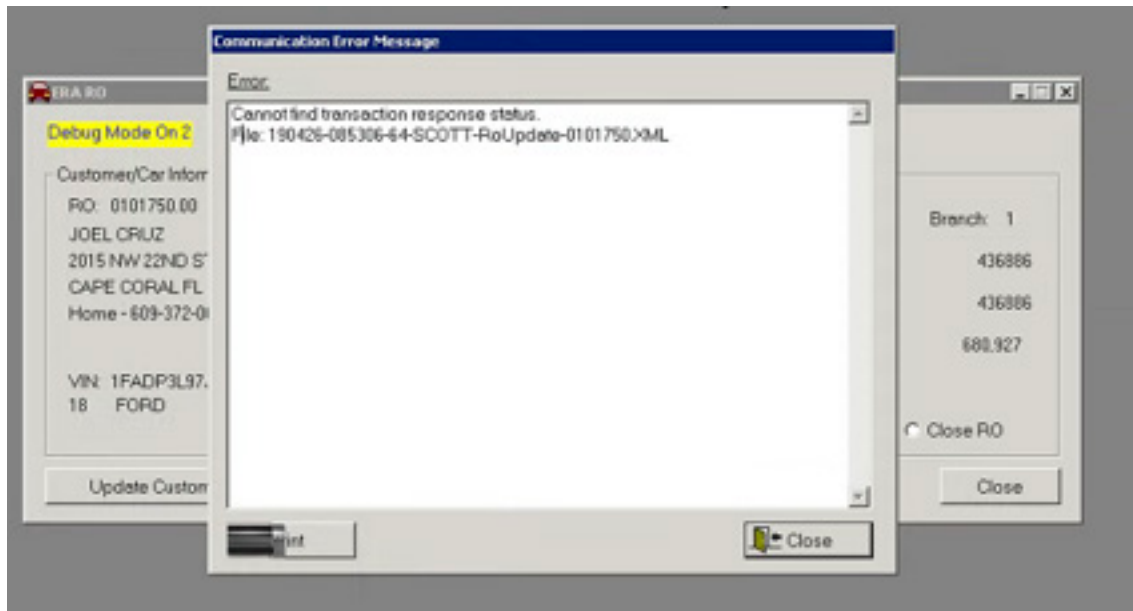 Communication Error Message
Error:
Cannot find transaction response status.
File: 190426-085306-64-SCOTT-RoUpdate-0101750.XML
Close
ERA RO
Debug Mode On 2
Customer/Car Inform
RO: 0101750.00
JOEL CRUZ
2015 NW 22ND S
CAPE CORAL FL
Home - 609-372-0
VIN: 1FADP3L97
18 FORD
Update Custom
Branch: 1
436886
436886
680.927
Close RO
Close